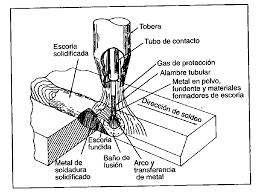 Tobera
Tubo de contacto
Escoria
solidificada
Gas de protección
Alambre tubular
Metal en polvo,
fundente y materiales
formadores de escoria
Dirección de soldeo
Escoria
fundida
Metal de
soldadura
solidificado
Baño de
fusión
Arco y
transferencia
de metal